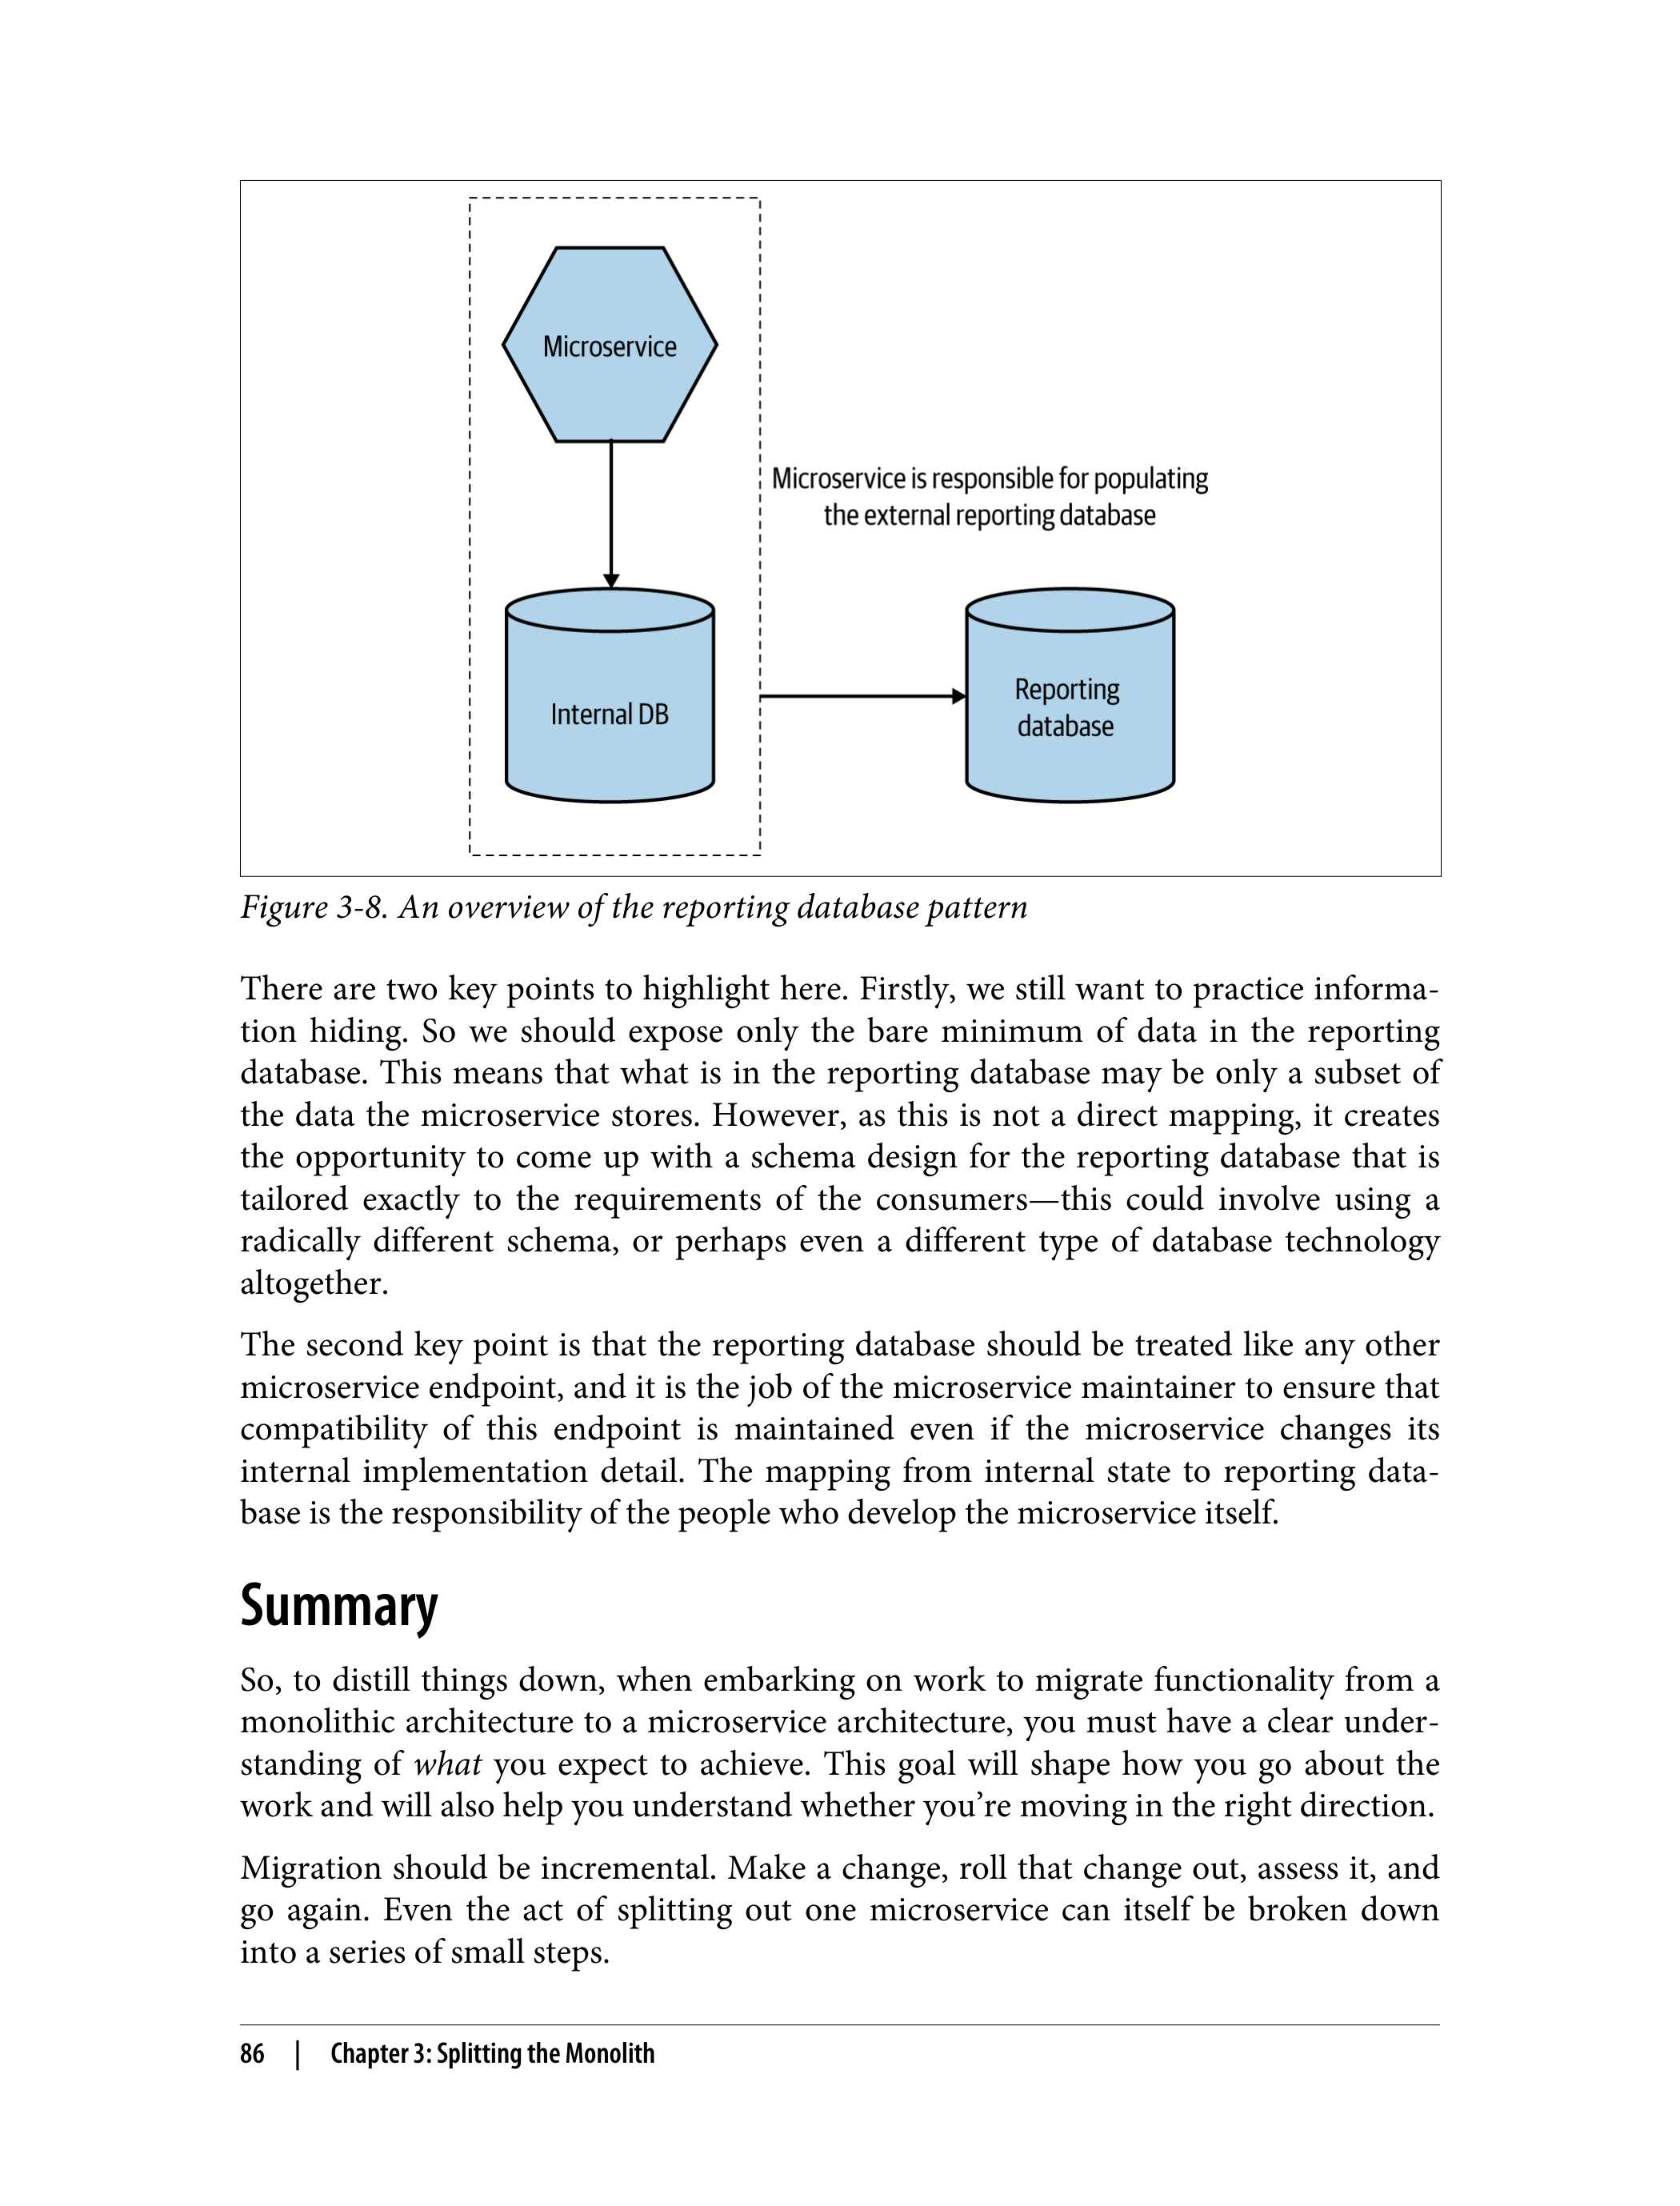 Microservice
Microservice is responsible for populating
the external reporting database
Internal DB
Reporting
database
Figure 3-8. An overview of the reporting database pattern
There are two key points to highlight here. Firstly, we still want to practice informa-
tion hiding. So we should expose only the bare minimum of data in the reporting
database. This means that what is in the reporting database may be only a subset of
the data the microservice stores. However, as this is not a direct mapping, it creates
the opportunity to come up with a schema design for the reporting database that is
tailored exactly to the requirements of the consumers—this could involve using a
radically different schema, or perhaps even a different type of database technology
altogether.
The second key point is that the reporting database should be treated like any other
microservice endpoint, and it is the job of the microservice maintainer to ensure that
compatibility of this endpoint is maintained even if the microservice changes its
internal implementation detail. The mapping from internal state to reporting data-
base is the responsibility of the people who develop the microservice itself.
Summary
So, to distill things down, when embarking on work to migrate functionality from a
monolithic architecture to a microservice architecture, you must have a clear under-
standing of what you expect to achieve. This goal will shape how you go about the
work and will also help you understand whether you’re moving in the right direction.
Migration should be incremental. Make a change, roll that change out, assess it, and
go again. Even the act of splitting out one microservice can itself be broken down
into a series of small steps.
86 | Chapter 3: Splitting the Monolith